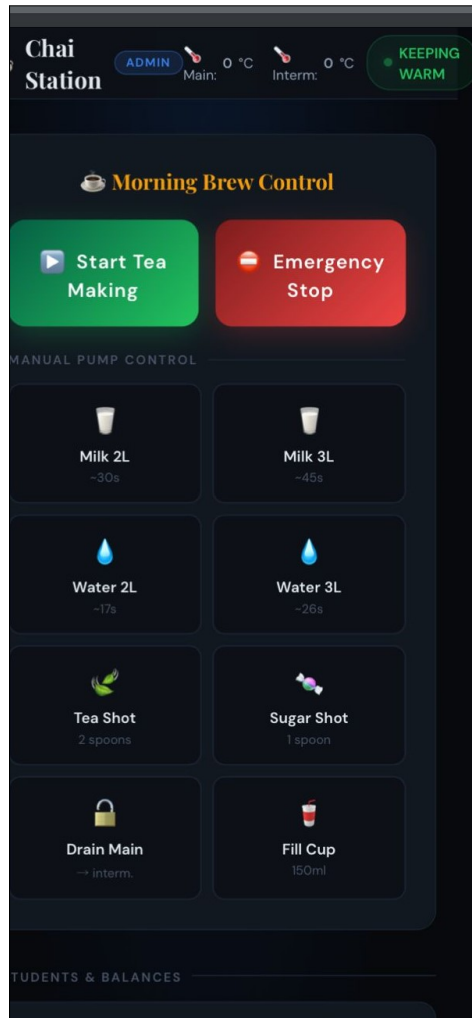 Chai
Station
ADMIN
Main: 0 °C
Interm: 0 °C
KEEPING
WARM
Morning Brew Control
Start Tea
Making
Emergency
Stop
MANUAL PUMP CONTROL
Milk 2L
~30s
Milk 3L
~45s
Water 2L
~17s
Water 3L
~26s
Tea Shot
2 spoons
Sugar Shot
1 spoon
Drain Main
→ interm.
Fill Cup
150ml
TUDENTS & BALANCES